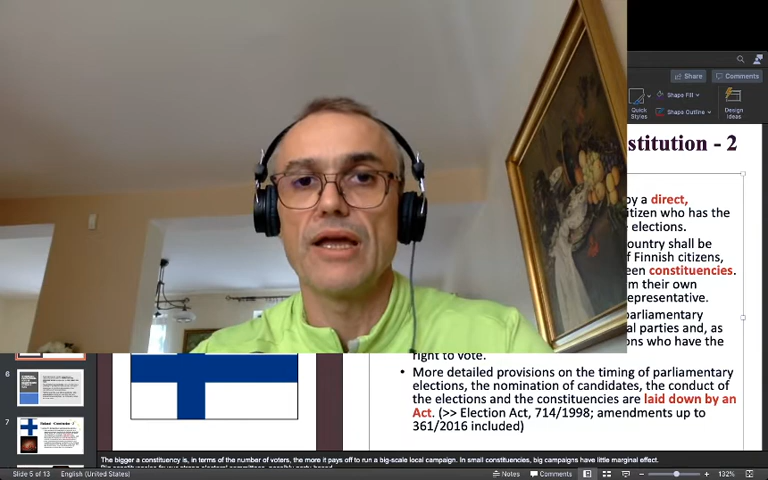 Share
Comments
Quick
Styles
Shape Fill
Shape Outline
Design
Ideas
stitution - 2
by a direct,
itizen who has the
e elections.
ountry shall be
f Finnish citizens,
een constituencies.
m their own
epresentative.
parliamentary
al parties and, as
ons who have the
right to vote.
• More detailed provisions on the timing of parliamentary
elections, the nomination of candidates, the conduct of
the elections and the constituencies are laid down by an
Act. (>> Election Act, 714/1998; amendments up to
361/2016 included)
6
7
The bigger a constituency is, in terms of the number of voters, the more it pays off to run a big-scale local campaign. In small constituencies, big campaigns have little marginal effect.
Slide 5 of 13
English (United States)
Notes
Comments
132%